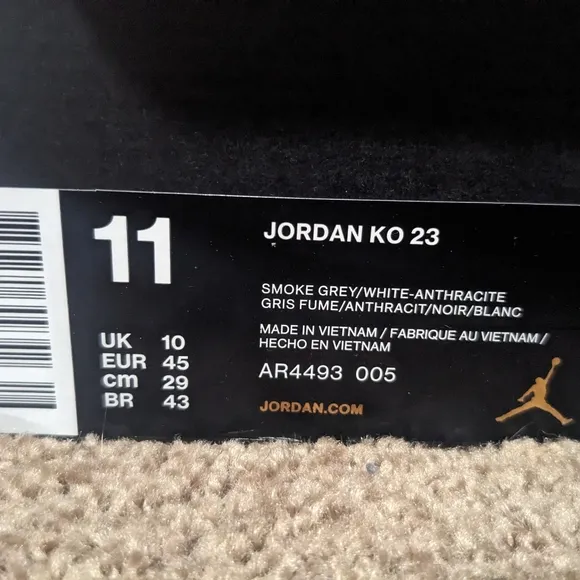 11
JORDAN KO 23
SMOKE GREY/WHITE-ANTHRACITE
GRIS FUME/ANTHRACIT/NOIR/BLANC
MADE IN VIETNAM / FABRIQUE AU VIETNAM /
HECHO EN VIETNAM
UK 10
EUR 45
cm 29
BR 43
AR4493 005
JORDAN.COM